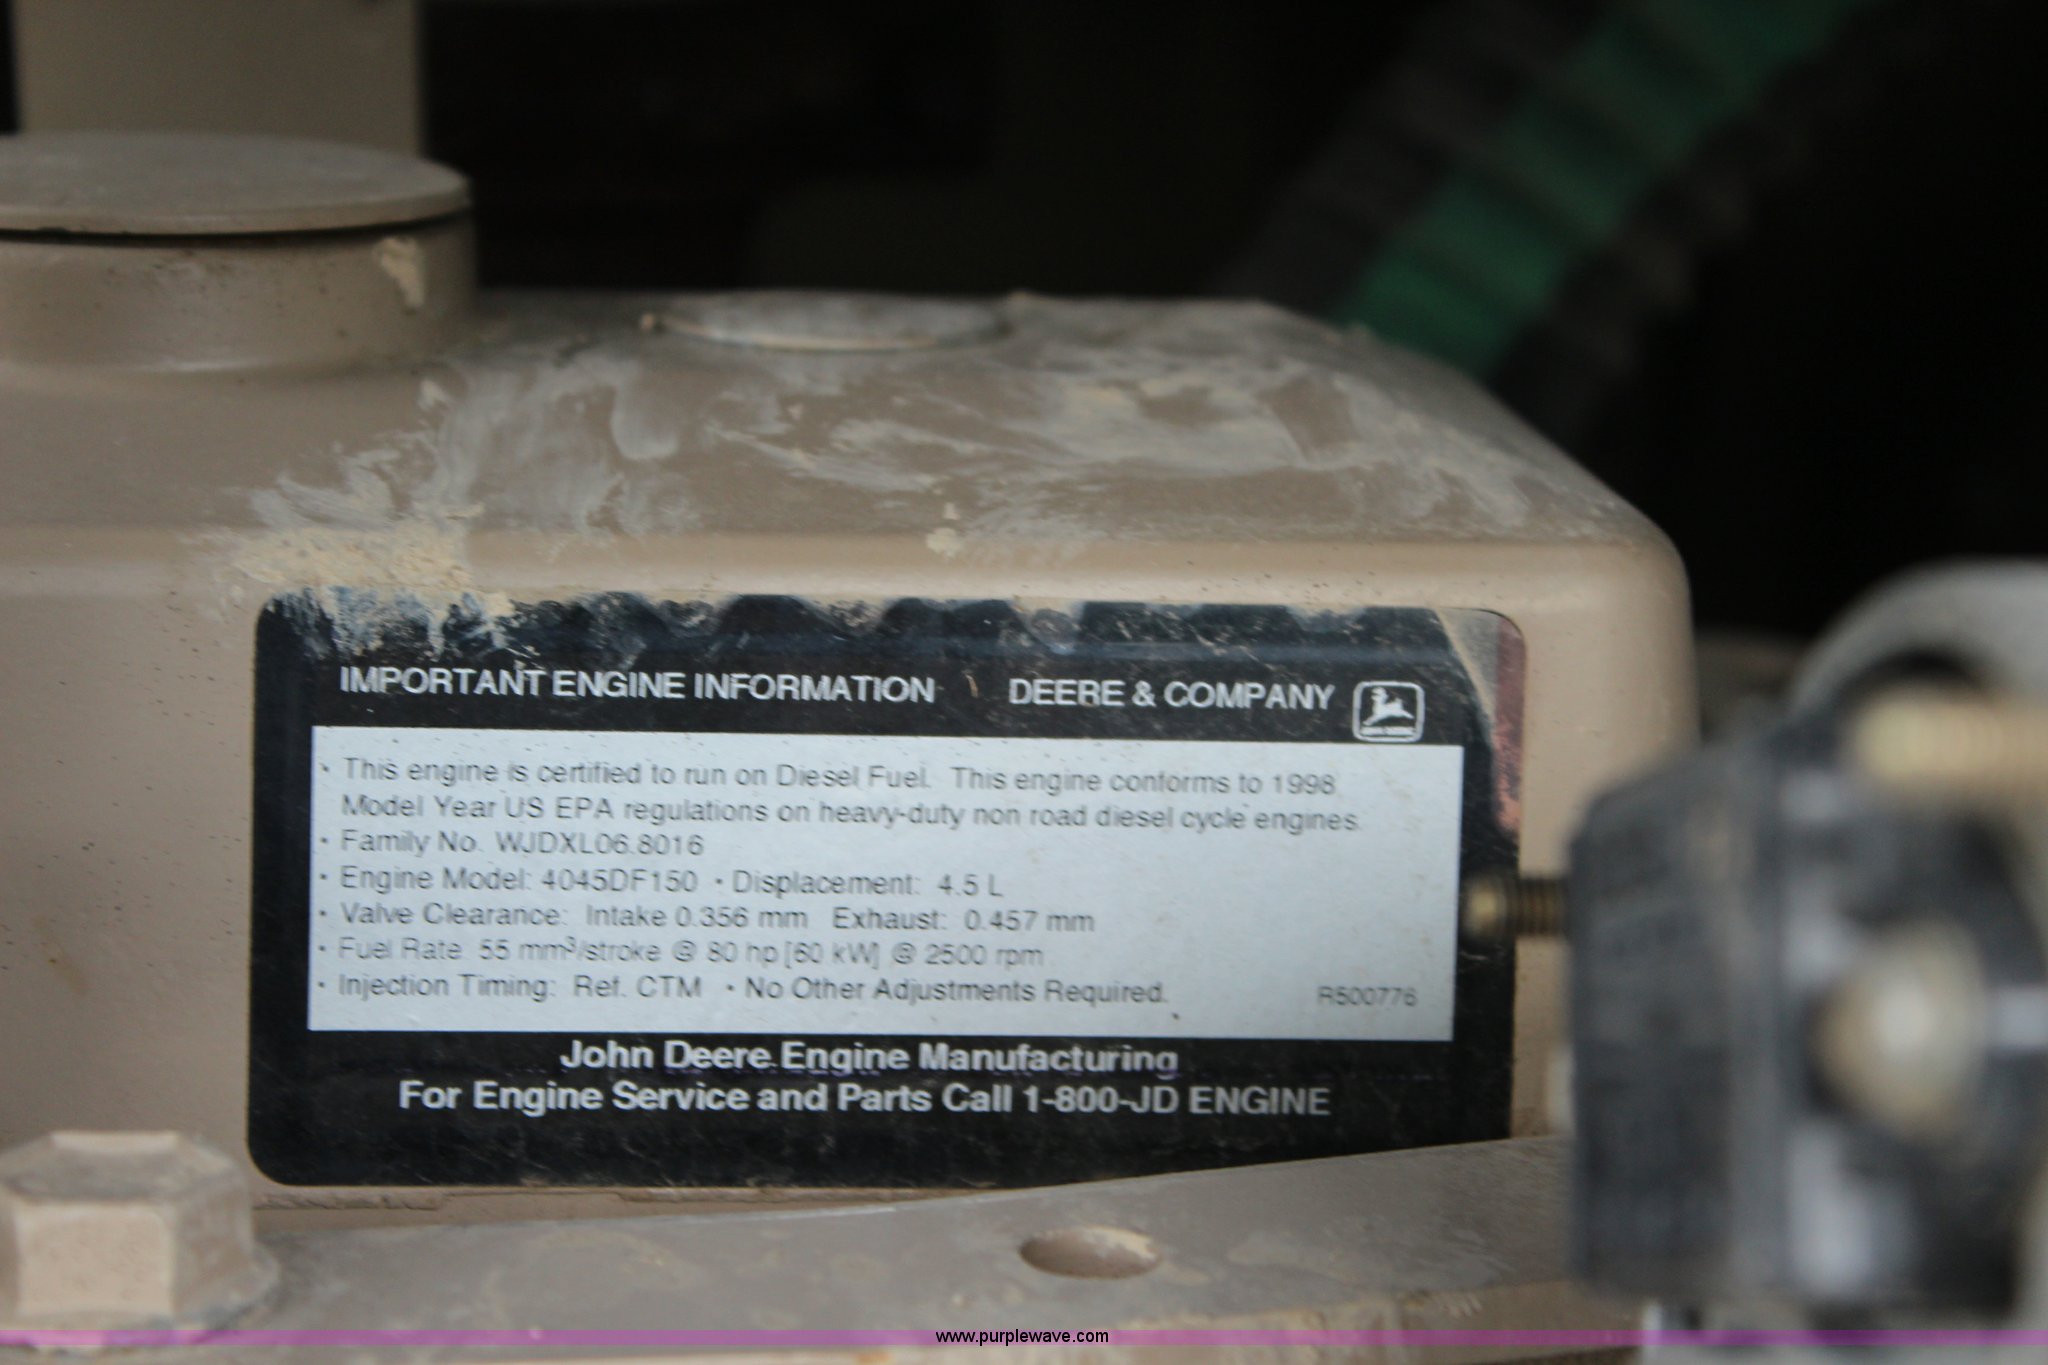 IMPORTANT ENGINE INFORMATION DEERE & COMPANY
• This engine is certified to run on Diesel Fuel. This engine conforms to 1998
Model Year US EPA regulations on heavy-duty non road diesel cycle engines.
• Family No. WJDXL06.8016
• Engine Model: 4045DF150 • Displacement: 4.5 L
• Valve Clearance: Intake 0.356 mm Exhaust: 0.457 mm
• Fuel Rate 55 mm³/stroke @ 80 hp [60 kW] @ 2500 rpm
• Injection Timing: Ref. CTM • No Other Adjustments Required.
R500776
John Deere Engine Manufacturing
For Engine Service and Parts Call 1-800-JD ENGINE
www.purplewave.com